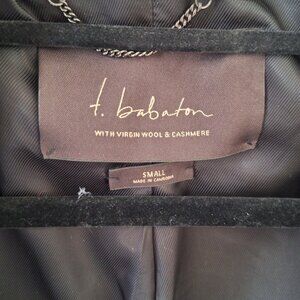 t. babaton
WITH VIRGIN WOOL & CASHMERE
SMALL
MADE IN CAMBODIA